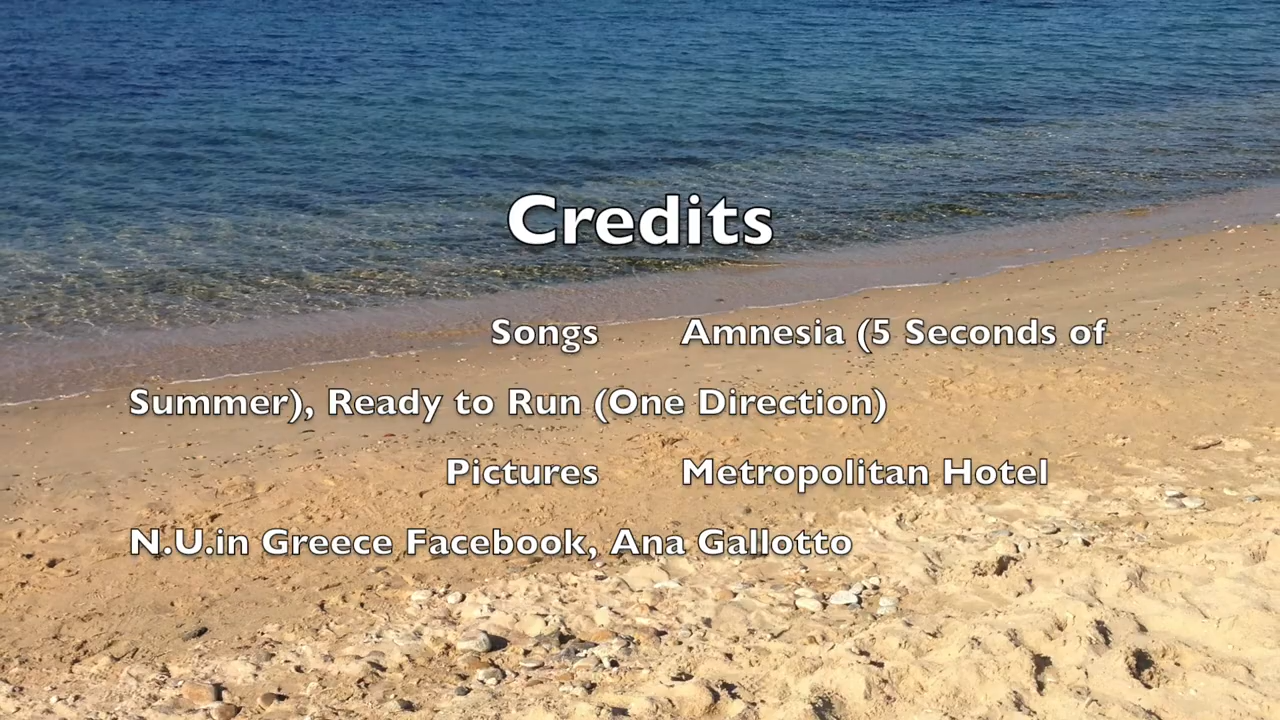 Credits
Songs Amnesia (5 Seconds of
Summer), Ready to Run (One Direction)
Pictures Metropolitan Hotel
N.U.in Greece Facebook, Ana Gallotto